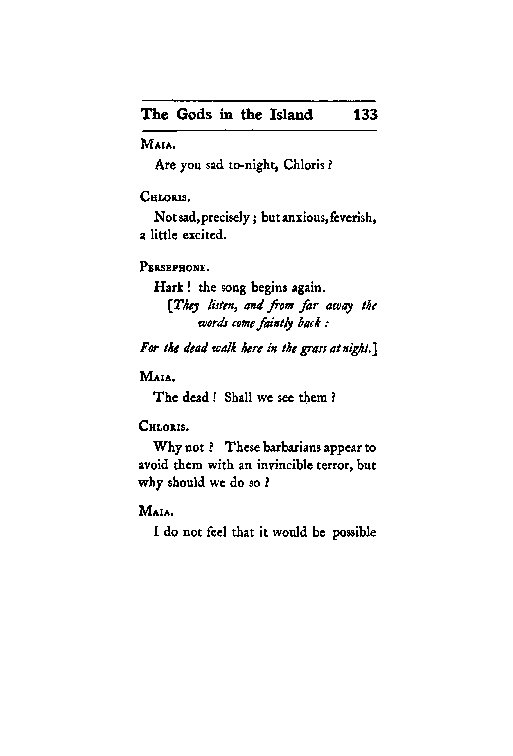 The Gods in the Island 133
MAIA.
Are you sad to-night, Chloris ?
CHLORIS.
Not sad, precisely ; but anxious, feverish,
a little excited.
PERSEPHONE.
Hark ! the song begins again.
[They listen, and from far away the
words come faintly back :
For the dead walk here in the grass at night.]
MAIA.
The dead ! Shall we see them ?
CHLORIS.
Why not ? These barbarians appear to
avoid them with an invincible terror, but
why should we do so ?
MAIA.
I do not feel that it would be possible